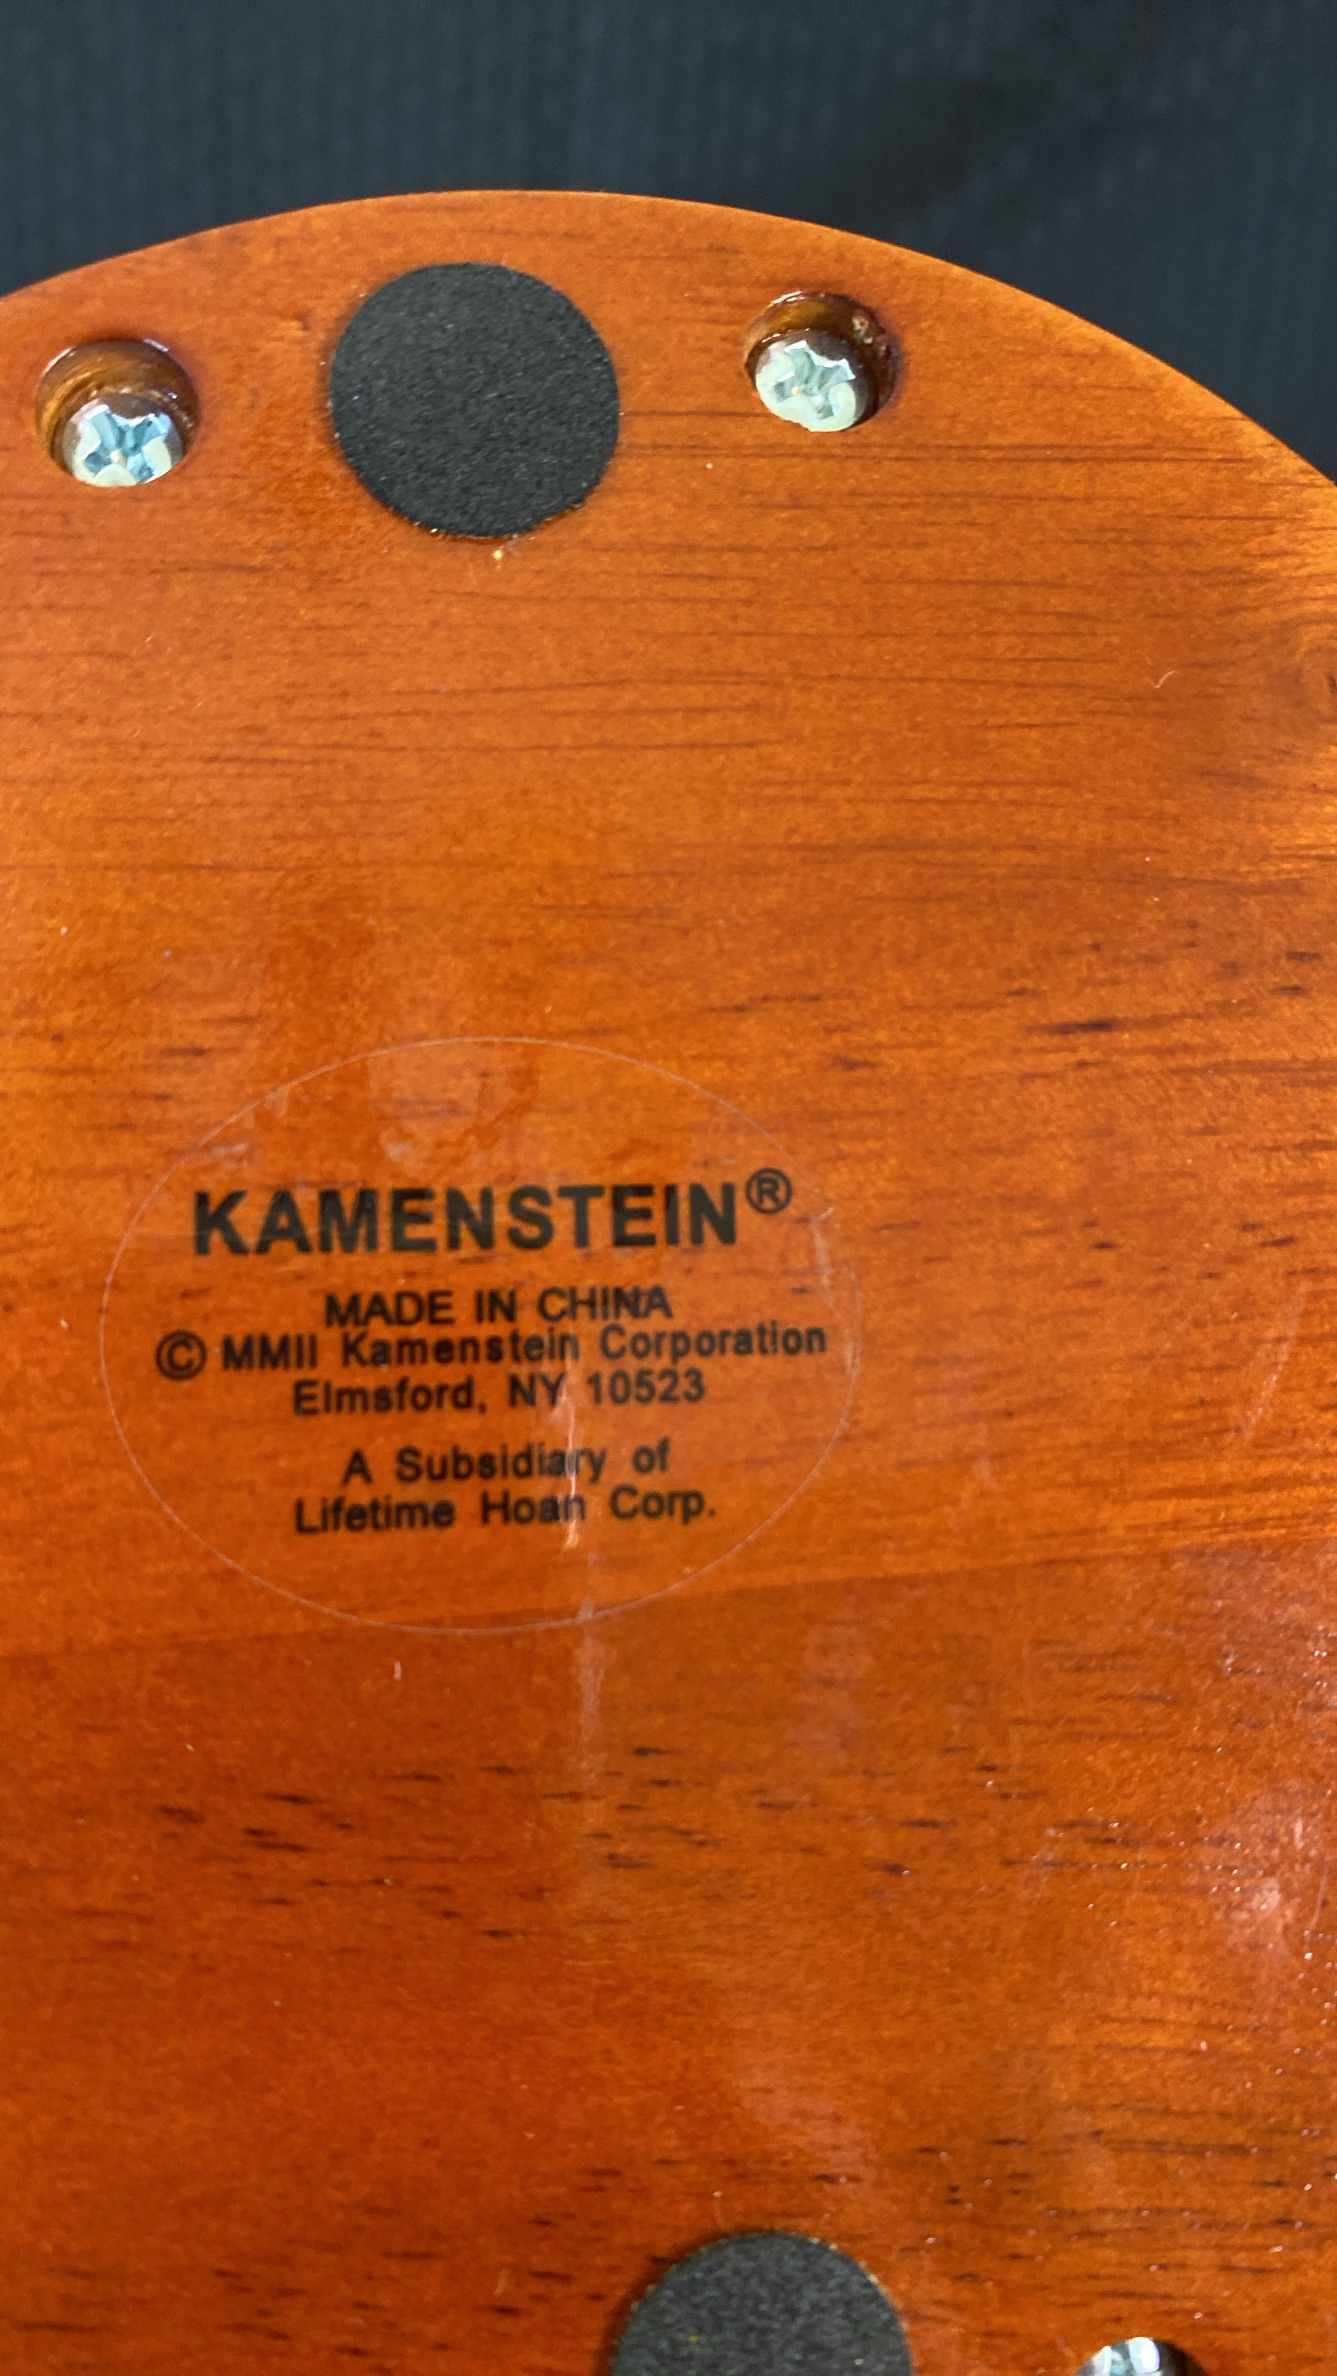 KAMENSTEIN®
MADE IN CHINA
© MMII Kamenstein Corporation
Elmsford, NY 10523
A Subsidiary of
Lifetime Hoan Corp.